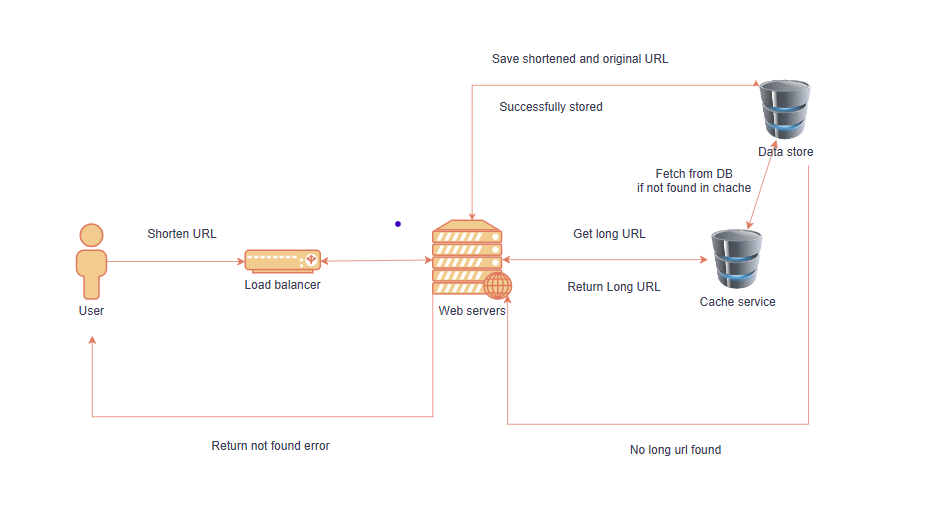 Save shortened and original URL
Successfully stored
Data store
Fetch from DB
if not found in chache
Shorten URL
Get long URL
Load balancer
Return Long URL
User
Web servers
Cache service
Return not found error
No long url found